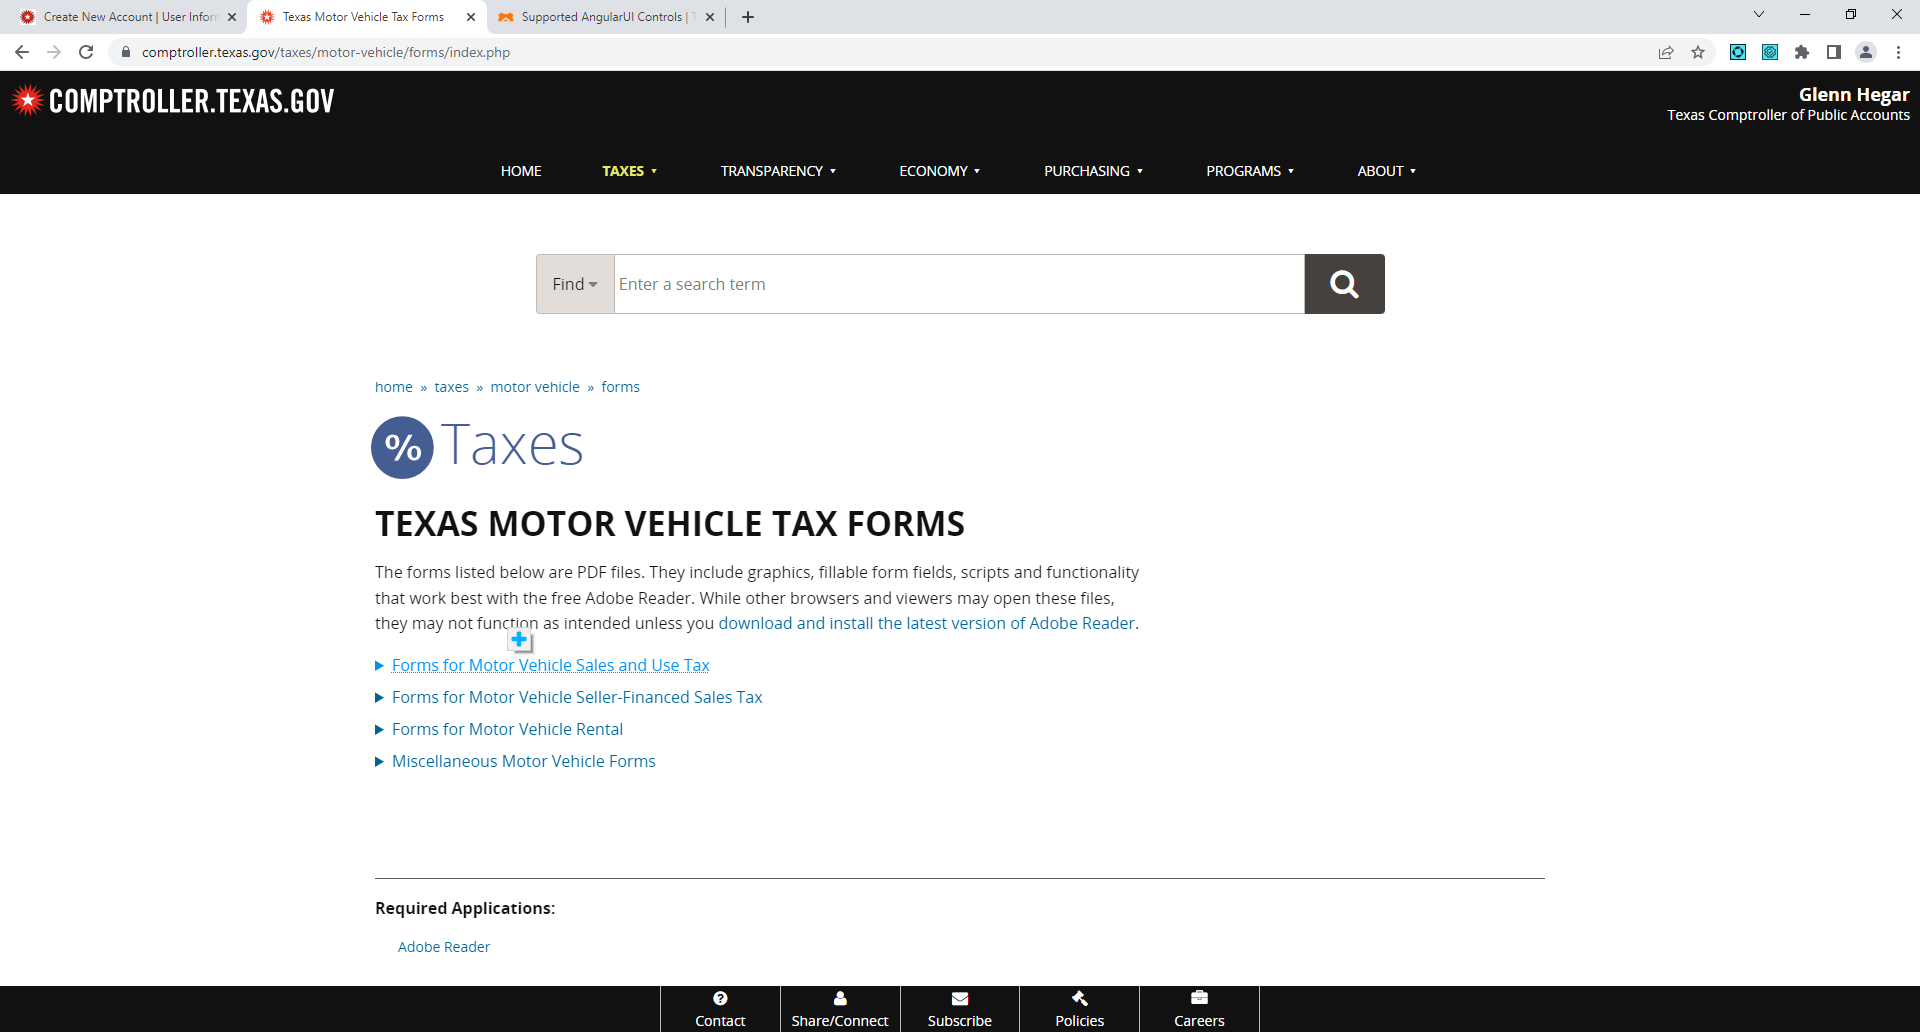 Create New Account | User Inform
Texas Motor Vehicle Tax Forms
Supported AngularUI Controls | T
comptroller.texas.gov/taxes/motor-vehicle/forms/index.php
COMPTROLLER.TEXAS.GOV
Glenn Hegar
Texas Comptroller of Public Accounts
HOME
TAXES
TRANSPARENCY
ECONOMY
PURCHASING
PROGRAMS
ABOUT
Find
Enter a search term
home » taxes » motor vehicle » forms
% Taxes
TEXAS MOTOR VEHICLE TAX FORMS
The forms listed below are PDF files. They include graphics, fillable form fields, scripts and functionality
that work best with the free Adobe Reader. While other browsers and viewers may open these files,
they may not function as intended unless you download and install the latest version of Adobe Reader.
Forms for Motor Vehicle Sales and Use Tax
Forms for Motor Vehicle Seller-Financed Sales Tax
Forms for Motor Vehicle Rental
Miscellaneous Motor Vehicle Forms
Required Applications:
Adobe Reader
Contact
Share/Connect
Subscribe
Policies
Careers